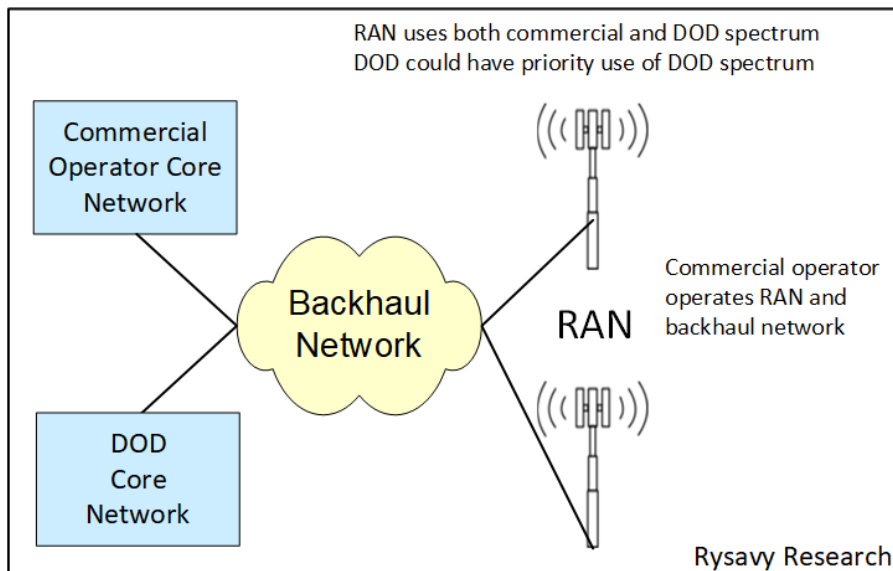 RAN uses both commercial and DOD spectrum
DOD could have priority use of DOD spectrum
Commercial
Operator Core
Network
Backhaul
Network
RAN
Commercial operator
operates RAN and
backhaul network
DOD
Core
Network
Rysavy Research